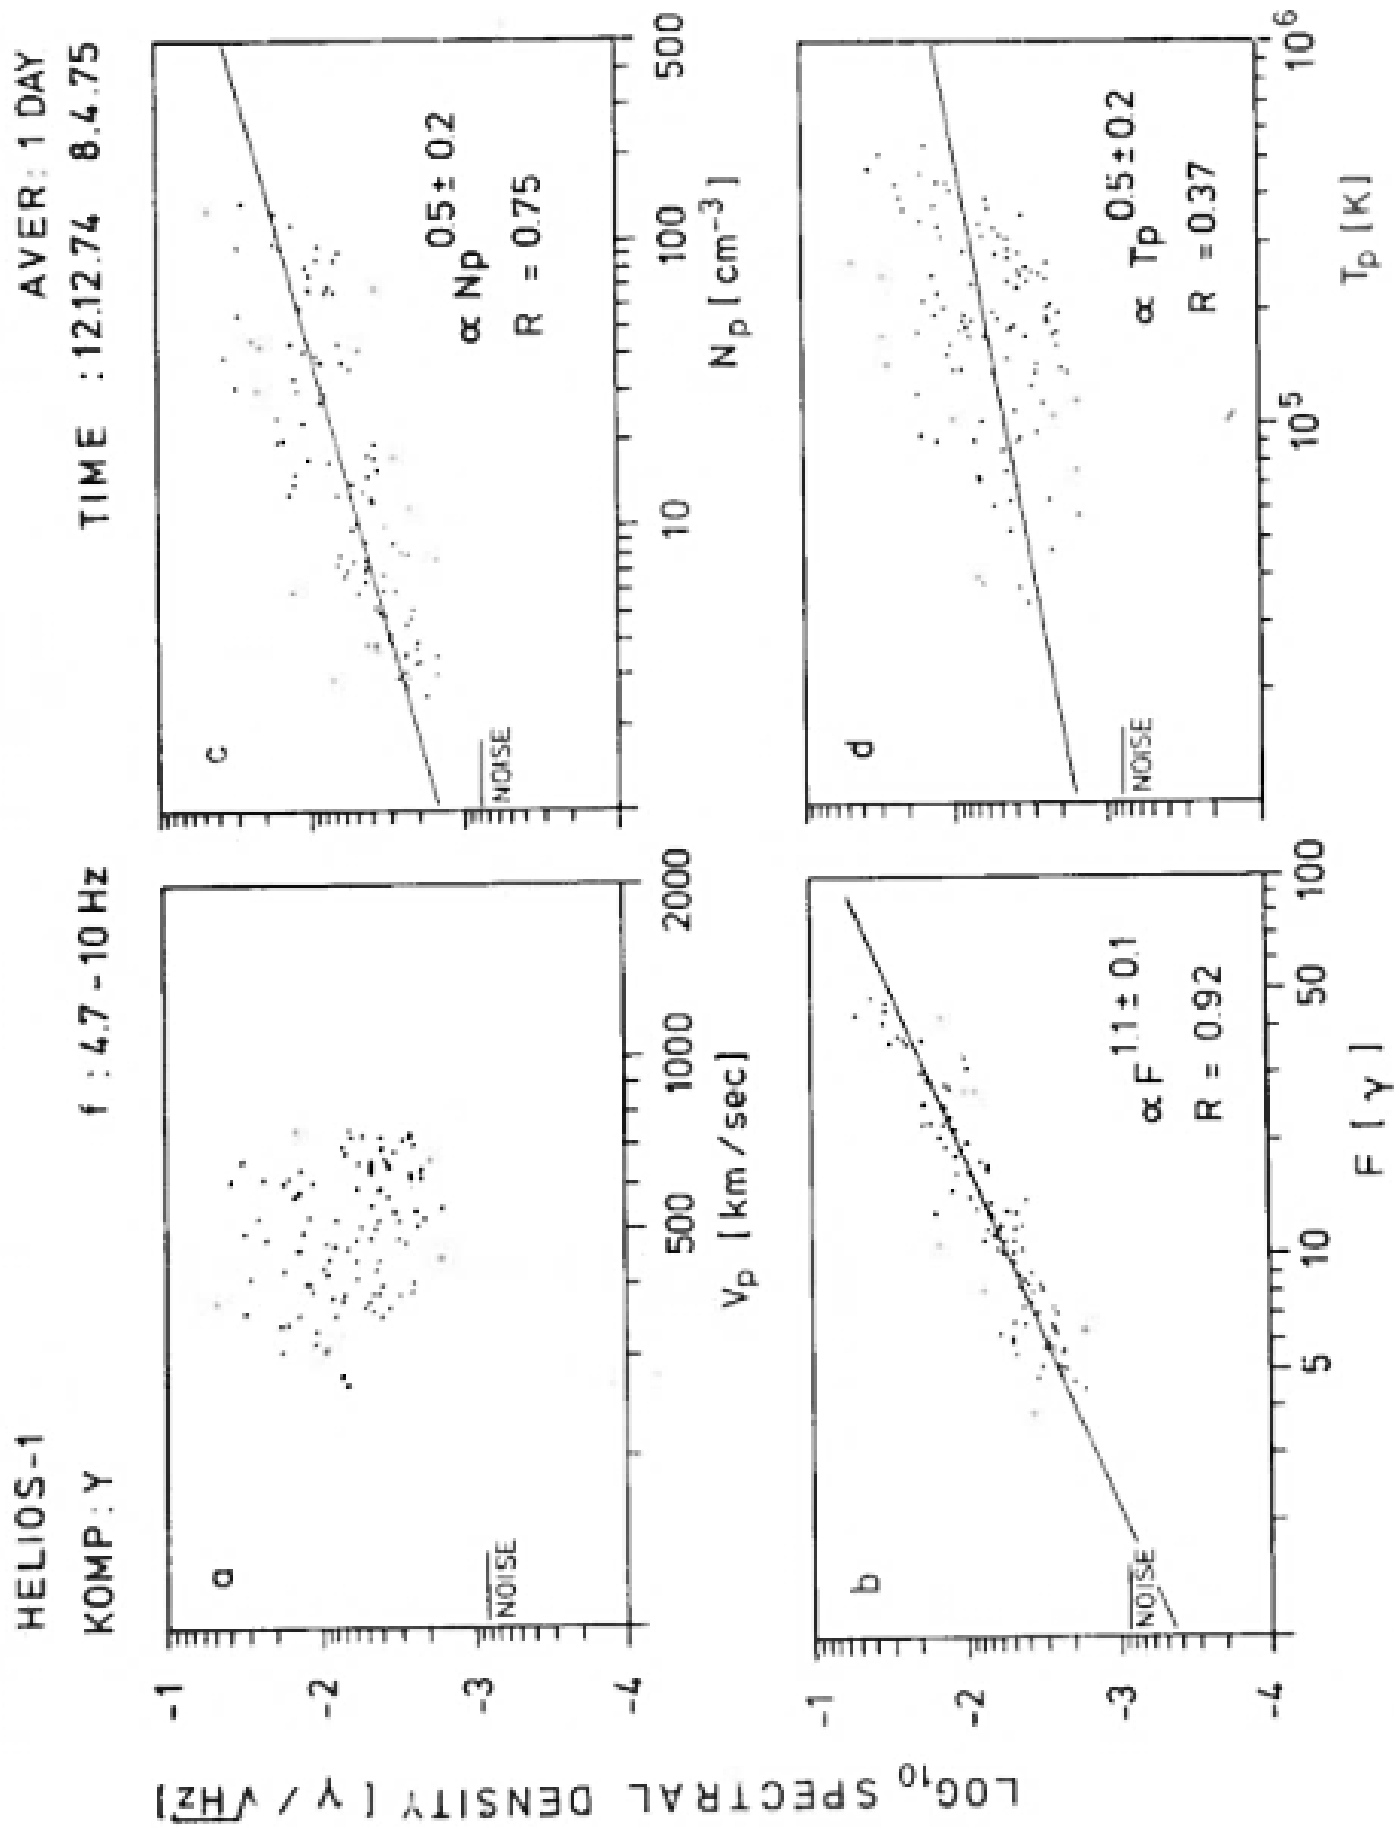 HELIOS-1 AVER: 1 DAY
KOMP: Y f: 4.7 - 10 Hz TIME : 12.12.74 8.4.75
LOG10 SPECTRAL DENSITY [γ / √Hz]
-1
-2
-3
-4
a
NOISE
500 1000 2000
Vp [km/sec]
c
NOISE
∝ Np^0.5 ± 0.2
R = 0.75
10 100 500
Np [cm^-3]
-1
-2
-3
-4
b
NOISE
∝ F^1.1 ± 0.1
R = 0.92
5 10 50 100
F [γ]
d
NOISE
∝ Tp^0.5 ± 0.2
R = 0.37
10^5 10^6
Tp [K]